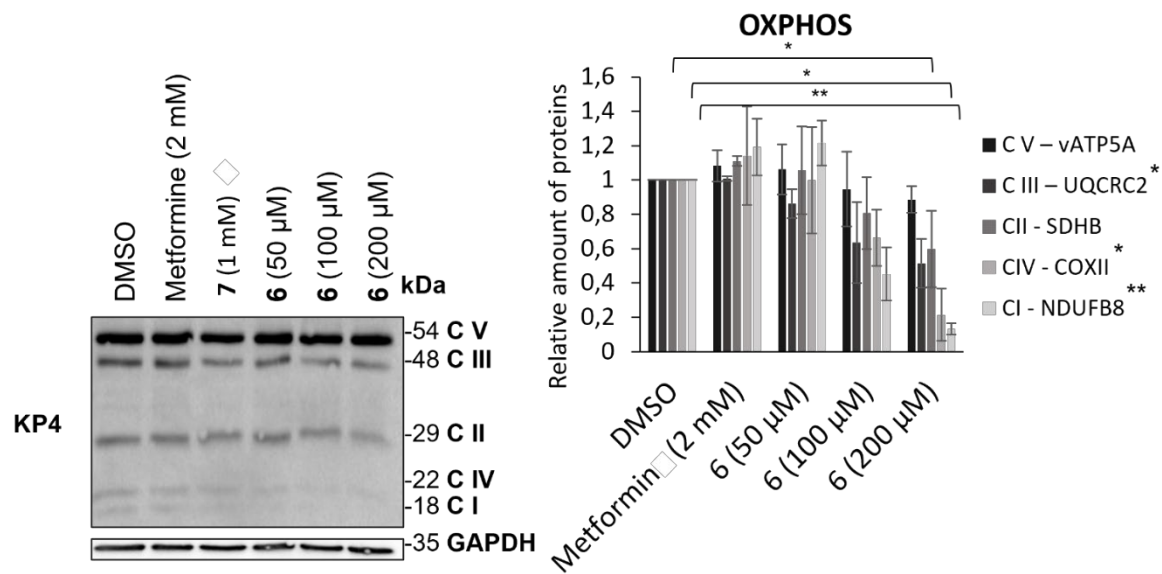 DMSO
Metformine (2 mM)
7 (1 mM) ◇
6 (50 µM)
6 (100 µM)
6 (200 µM)
kDa
-54 C V
-48 C III
-29 C II
-22 C IV
-18 C I
-35 GAPDH
KP4
OXPHOS
*
*
**
Relative amount of proteins
1,6
1,4
1,2
1
0,8
0,6
0,4
0,2
0
DMSO
Metformin◇ (2 mM)
6 (50 µM)
6 (100 µM)
6 (200 µM)
C V – vATP5A
C III – UQCRC2*
CII - SDHB
CIV - COXII*
CI - NDUFB8**